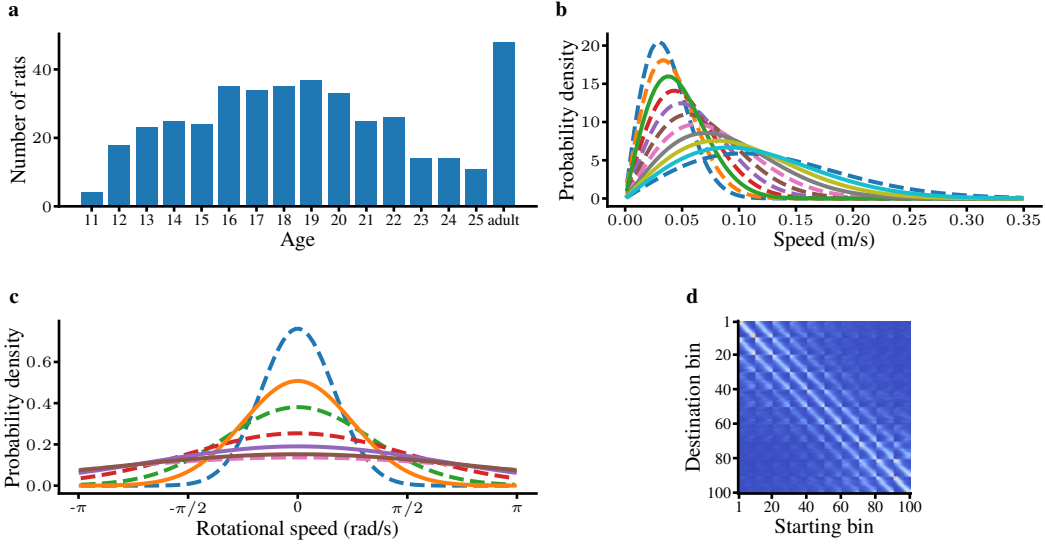 a
Number of rats
40
20
0
11 12 13 14 15 16 17 18 19 20 21 22 23 24 25 adult
Age
b
Probability density
20
15
10
5
0
0.00 0.05 0.10 0.15 0.20 0.25 0.30 0.35
Speed (m/s)
c
Probability density
0.6
0.4
0.2
0.0
-π -π/2 0 π/2 π
Rotational speed (rad/s)
d
Destination bin
1
20
40
60
80
100
1 20 40 60 80 100
Starting bin